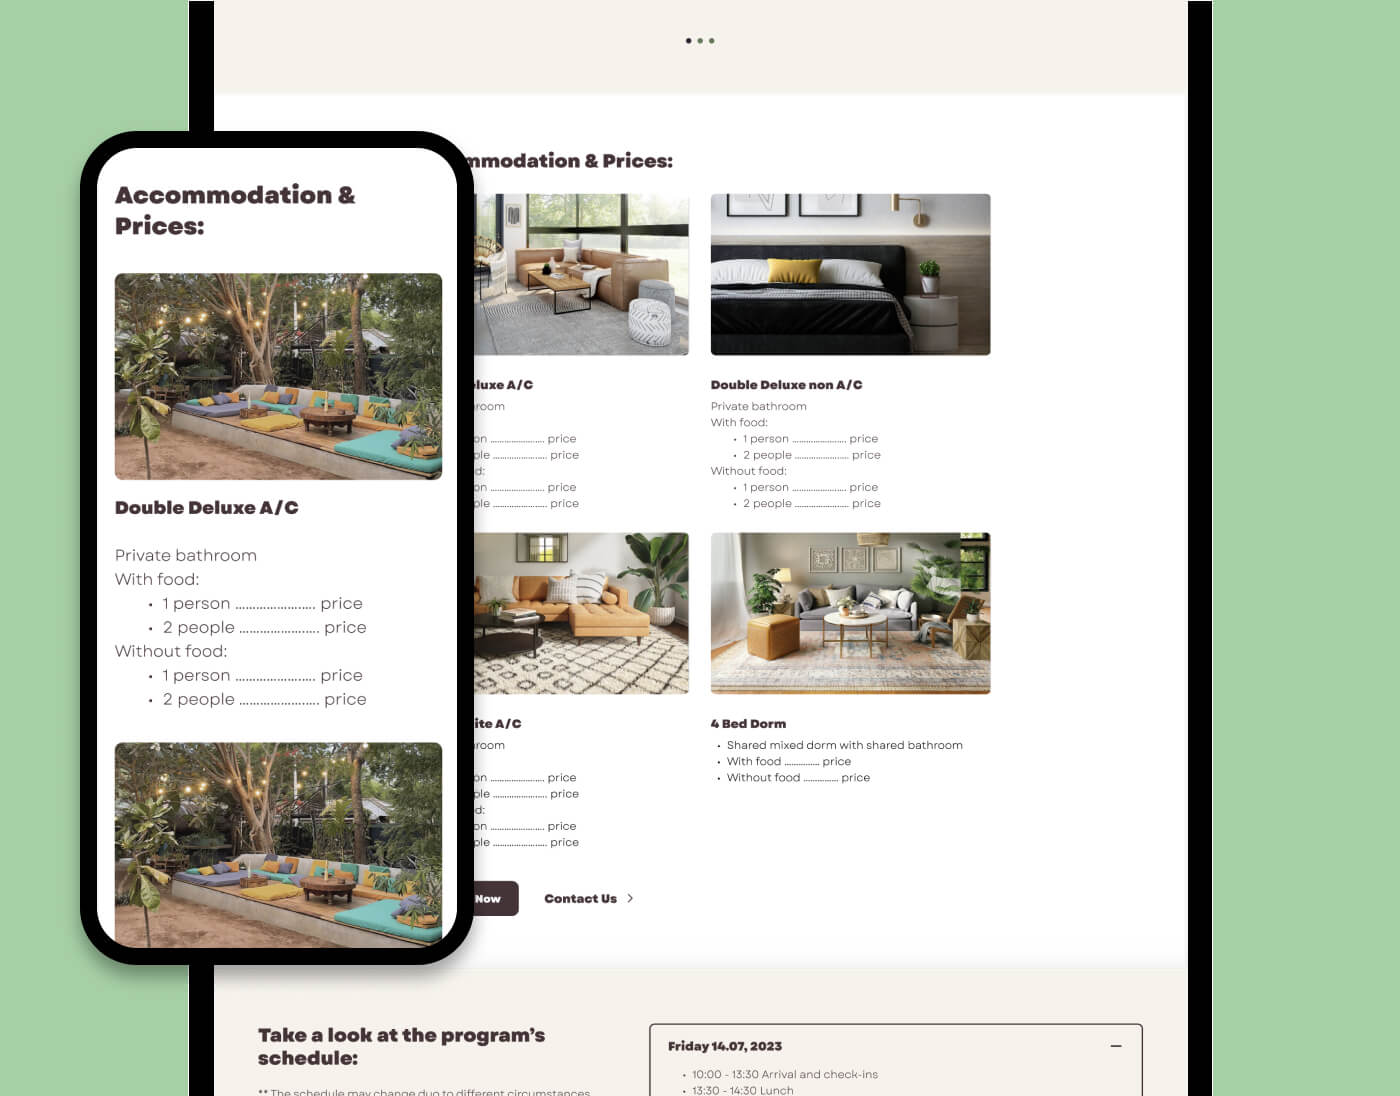 Accommodation &
Prices:
Double Deluxe A/C
Private bathroom
With food:
• 1 person ..................... price
• 2 people ..................... price
Without food:
• 1 person ..................... price
• 2 people ..................... price
mmodation & Prices:
eluxe A/C
room
on ..................... price
ple ..................... price
d:
on ..................... price
ple ..................... price
Double Deluxe non A/C
Private bathroom
With food:
• 1 person ..................... price
• 2 people ..................... price
Without food:
• 1 person ..................... price
• 2 people ..................... price
ite A/C
room
on ..................... price
ple ..................... price
d:
on ..................... price
ple ..................... price
4 Bed Dorm
• Shared mixed dorm with shared bathroom
• With food .............. price
• Without food .............. price
Now
Contact Us >
Take a look at the program’s
schedule:
** The schedule may change duo to different circumstances
Friday 14.07, 2023
• 10:00 - 13:30 Arrival and check-ins
• 13:30 - 14:30 Lunch